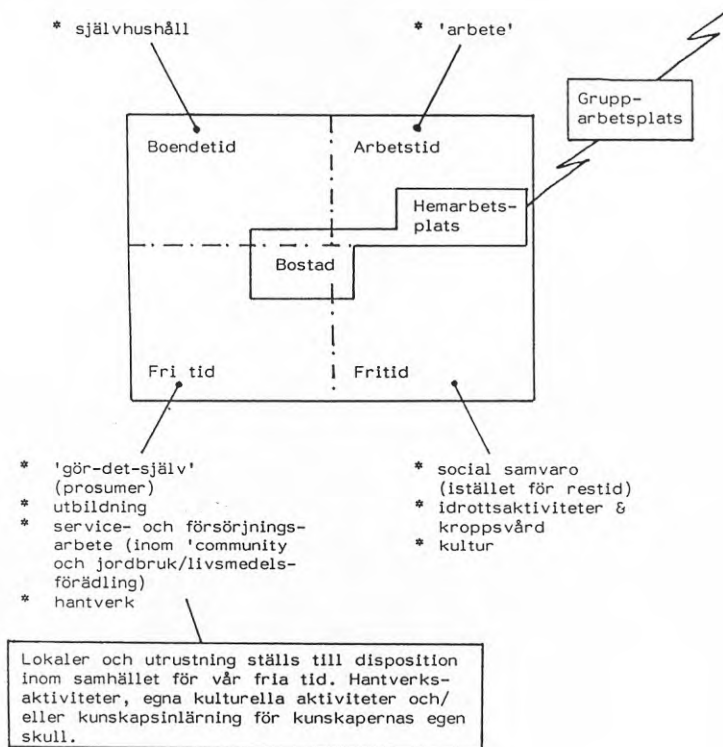 * självhushåll
* 'arbete'
Grupp-
arbetsplats
Boendetid
Arbetstid
Hemarbets-
plats
Bostad
Fri tid
Fritid
* 'gör-det-själv'
(prosumer)
* utbildning
* service- och försörjnings-
arbete (inom 'community
och jordbruk/livsmedels-
förädling)
* hantverk
* social samvaro
(istället för restid)
* idrottsaktiviteter &
kroppsvård
* kultur
Lokaler och utrustning ställs till disposition
inom samhället för vår fria tid. Hantverks-
aktiviteter, egna kulturella aktiviteter och/
eller kunskapsinlärning för kunskapernas egen
skull.